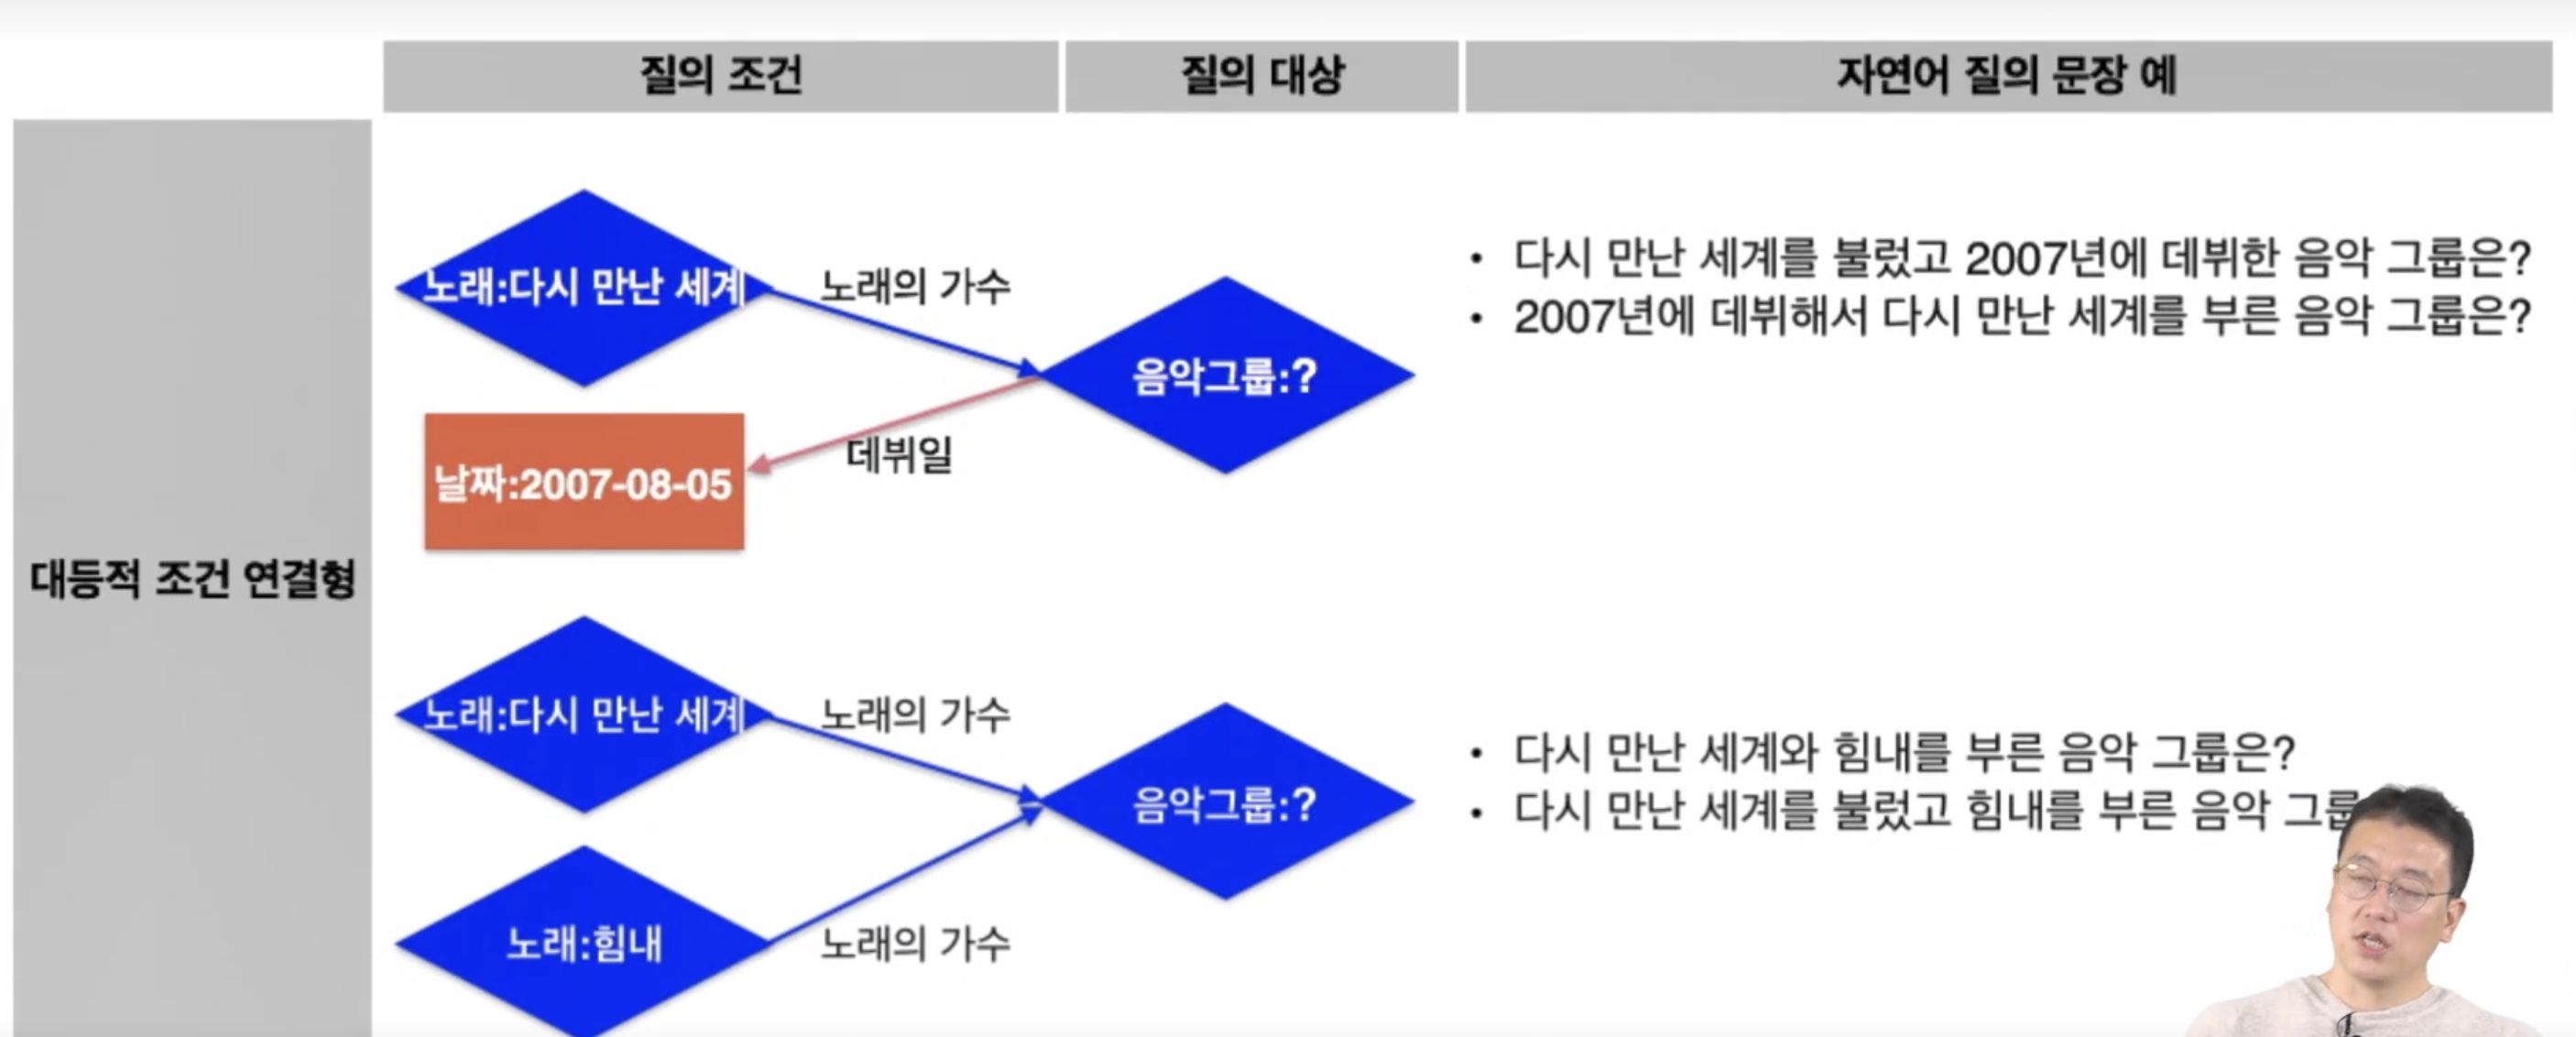 질의 조건
질의 대상
자연어 질의 문장 예
대등적 조건 연결형
노래:다시 만난 세계
노래의 가수
음악그룹:?
데뷔일
날짜:2007-08-05
• 다시 만난 세계를 불렀고 2007년에 데뷔한 음악 그룹은?
• 2007년에 데뷔해서 다시 만난 세계를 부른 음악 그룹은?
노래:다시 만난 세계
노래의 가수
음악그룹:?
노래:힘내
노래의 가수
• 다시 만난 세계와 힘내를 부른 음악 그룹은?
• 다시 만난 세계를 불렀고 힘내를 부른 음악